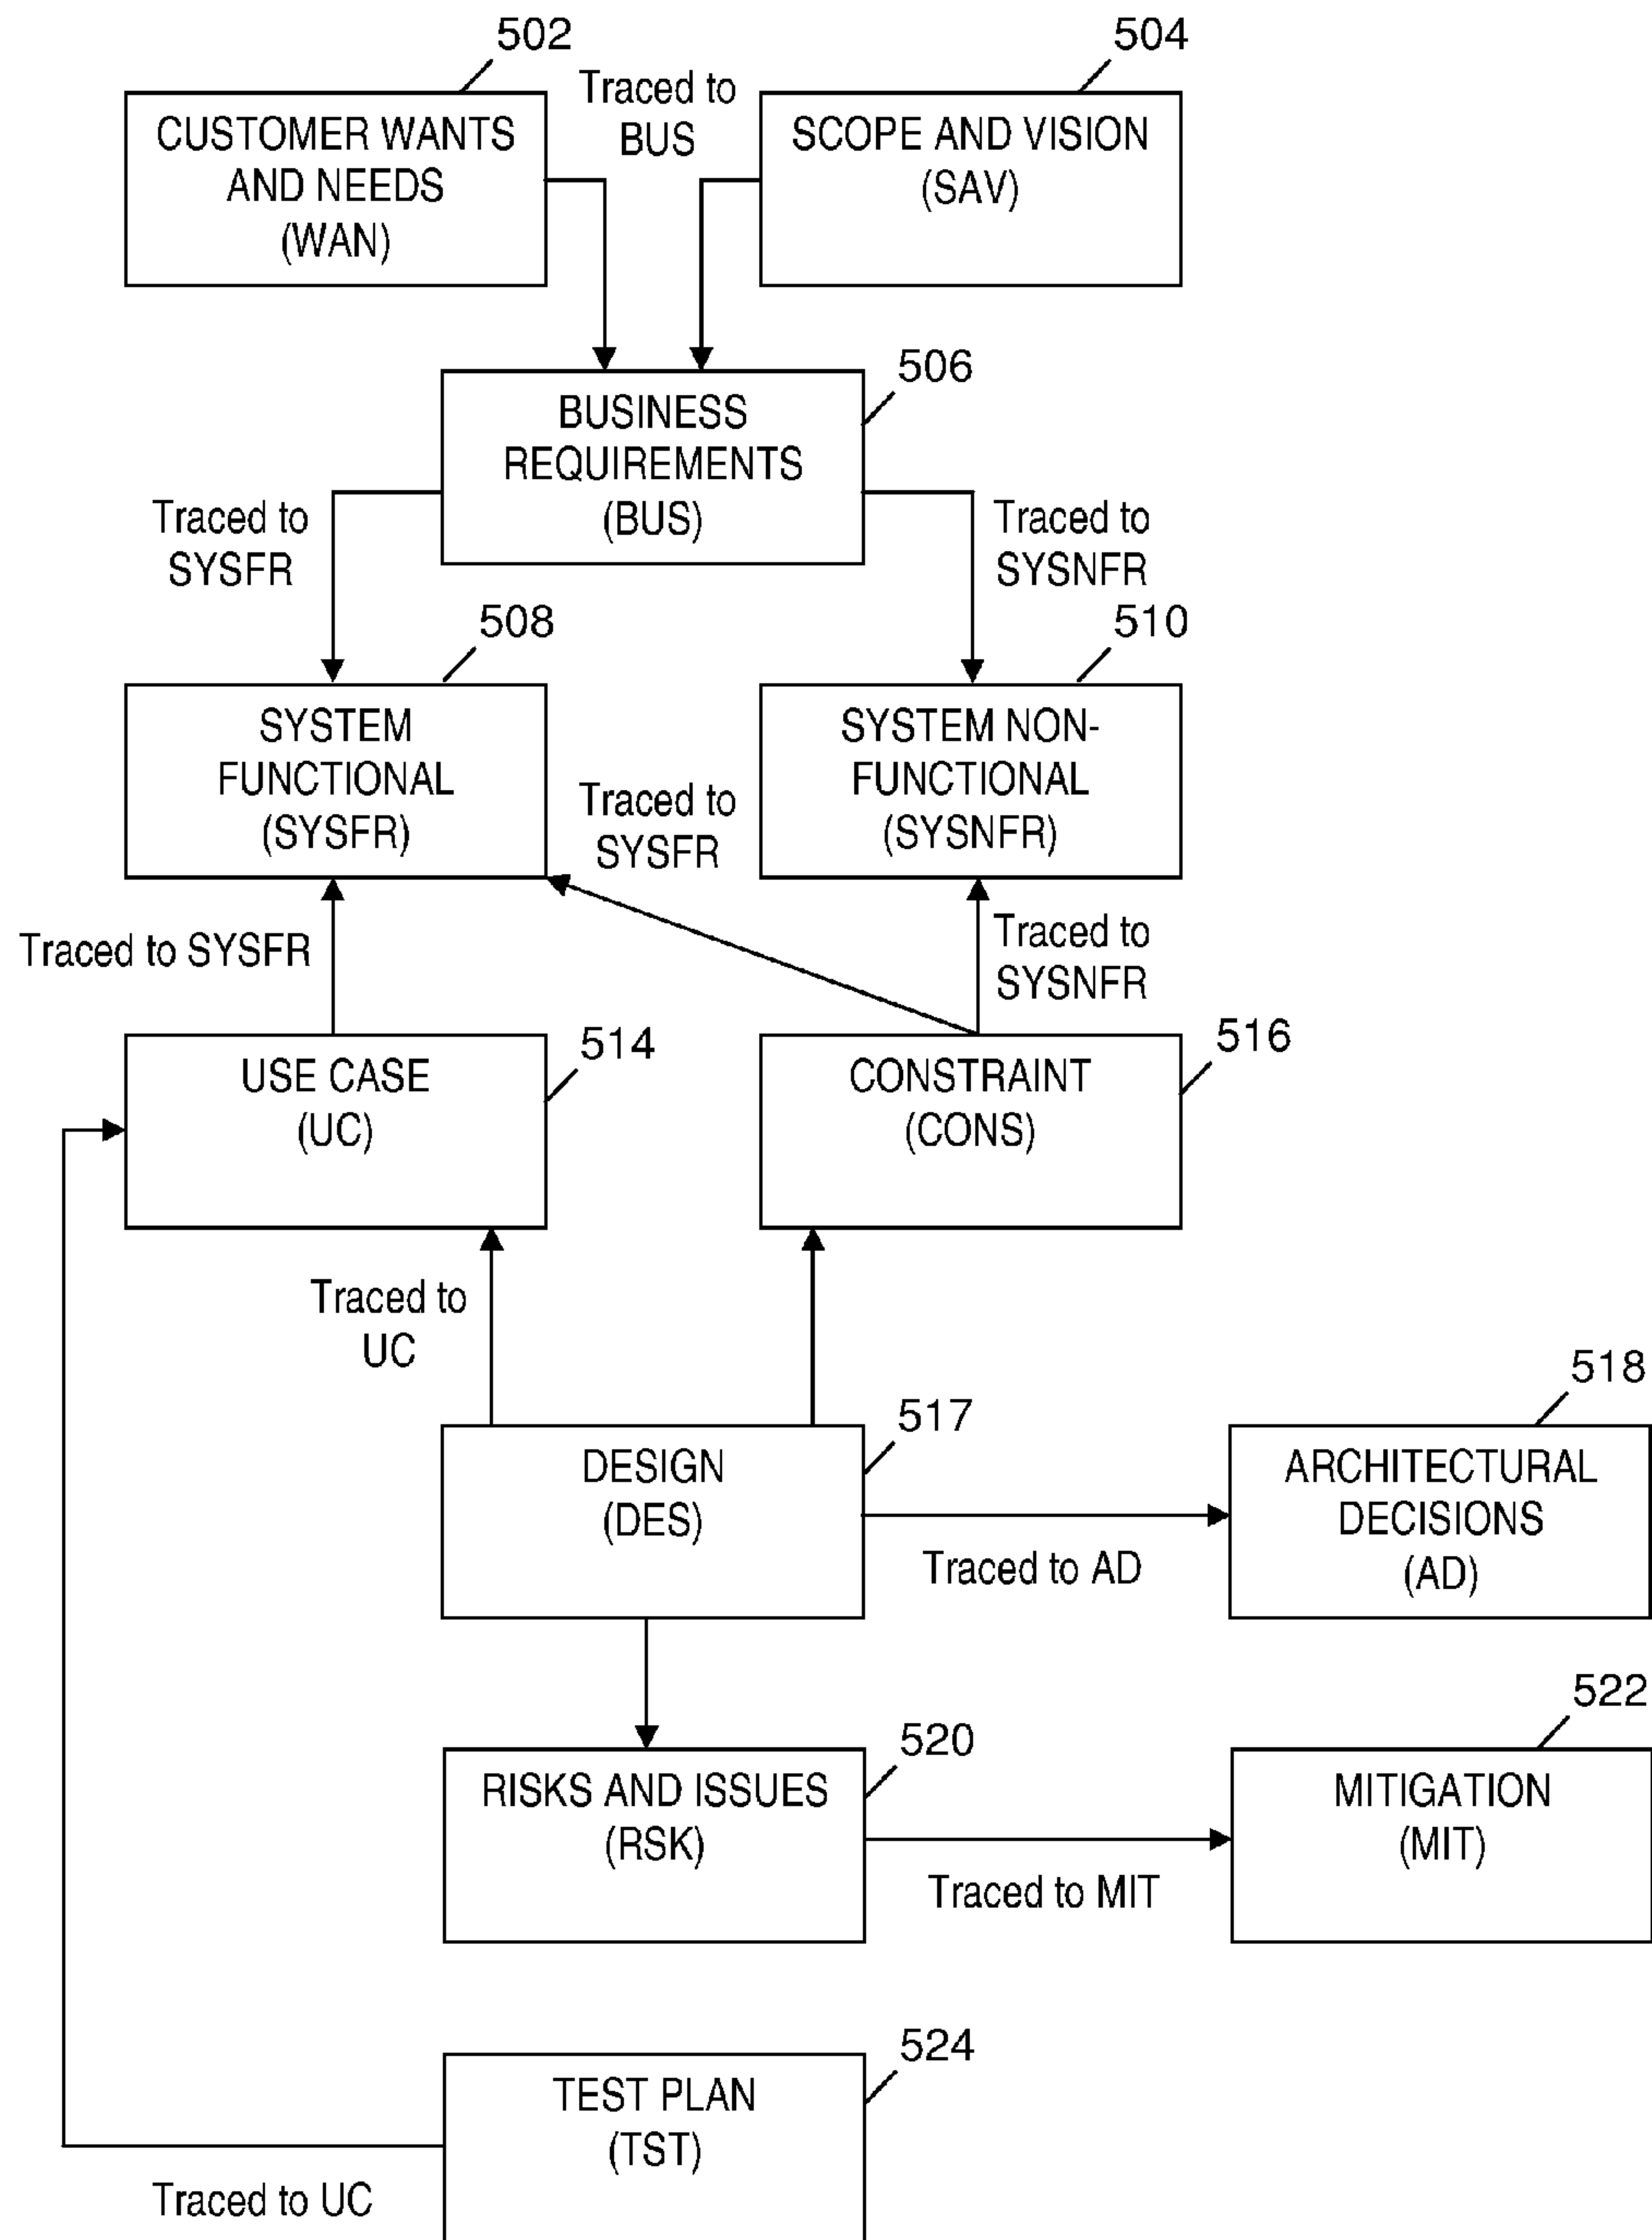 502
504
Traced to
BUS
CUSTOMER WANTS
AND NEEDS
(WAN)
SCOPE AND VISION
(SAV)
506
BUSINESS
REQUIREMENTS
(BUS)
Traced to
SYSFR
Traced to
SYSNFR
508
510
SYSTEM
FUNCTIONAL
(SYSFR)
Traced to
SYSFR
SYSTEM NON-
FUNCTIONAL
(SYSNFR)
Traced to SYSFR
Traced to
SYSNFR
514
516
USE CASE
(UC)
CONSTRAINT
(CONS)
Traced to
UC
517
518
DESIGN
(DES)
Traced to AD
ARCHITECTURAL
DECISIONS
(AD)
520
522
RISKS AND ISSUES
(RSK)
Traced to MIT
MITIGATION
(MIT)
524
TEST PLAN
(TST)
Traced to UC